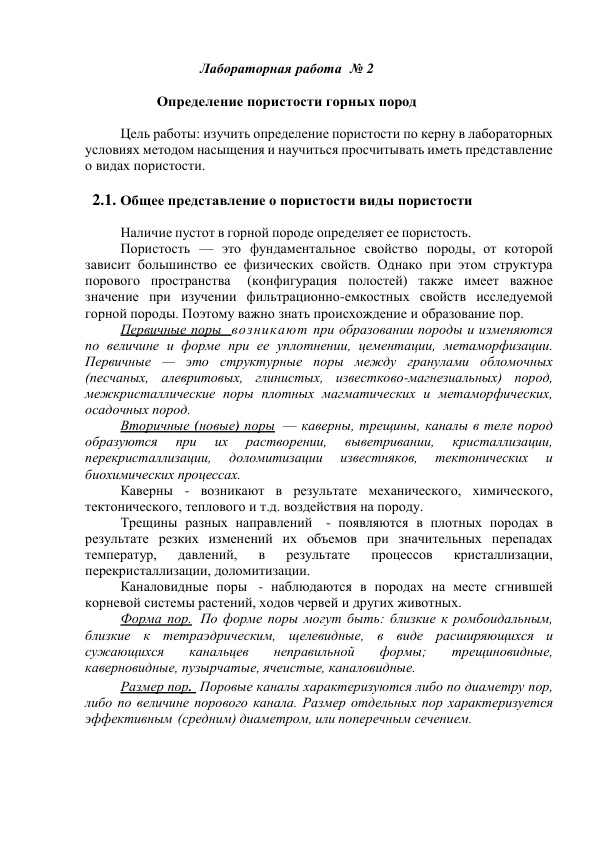 Лабораторная работа № 2
Определение пористости горных пород
Цель работы: изучить определение пористости по керну в лабораторных
условиях методом насыщения и научиться просчитывать иметь представление
о видах пористости.
2.1. Общее представление о пористости виды пористости
Наличие пустот в горной породе определяет ее пористость.
Пористость — это фундаментальное свойство породы, от которой
зависит большинство ее физических свойств. Однако при этом структура
порового пространства (конфигурация полостей) также имеет важное
значение при изучении фильтрационно-емкостных свойств исследуемой
горной породы. Поэтому важно знать происхождение и образование пор.
Первичные поры возникают при образовании породы и изменяются
по величине и форме при ее уплотнении, цементации, метаморфизации.
Первичные — это структурные поры между гранулами обломочных
(песчаных, алевритовых, глинистых, известково-магнезиальных) пород,
межкристаллические поры плотных магматических и метаморфических,
осадочных пород.
Вторичные (новые) поры — каверны, трещины, каналы в теле пород
образуются при их растворении, выветривании, кристаллизации,
перекристаллизации, доломитизации известняков, тектонических и
биохимических процессах.
Каверны - возникают в результате механического, химического,
тектонического, теплового и т.д. воздействия на породу.
Трещины разных направлений - появляются в плотных породах в
результате резких изменений их объемов при значительных перепадах
температур, давлений, в результате процессов кристаллизации,
перекристаллизации, доломитизации.
Каналовидные поры - наблюдаются в породах на месте сгнившей
корневой системы растений, ходов червей и других животных.
Форма пор. По форме поры могут быть: близкие к ромбоидальным,
близкие к тетраэдрическим, щелевидные, в виде расширяющихся и
сужающихся канальцев неправильной формы; трещиновидные,
каверновидные, пузырчатые, ячеистые, каналовидные.
Размер пор. Поровые каналы характеризуются либо по диаметру пор,
либо по величине порового канала. Размер отдельных пор характеризуется
эффективным (средним) диаметром, или поперечным сечением.